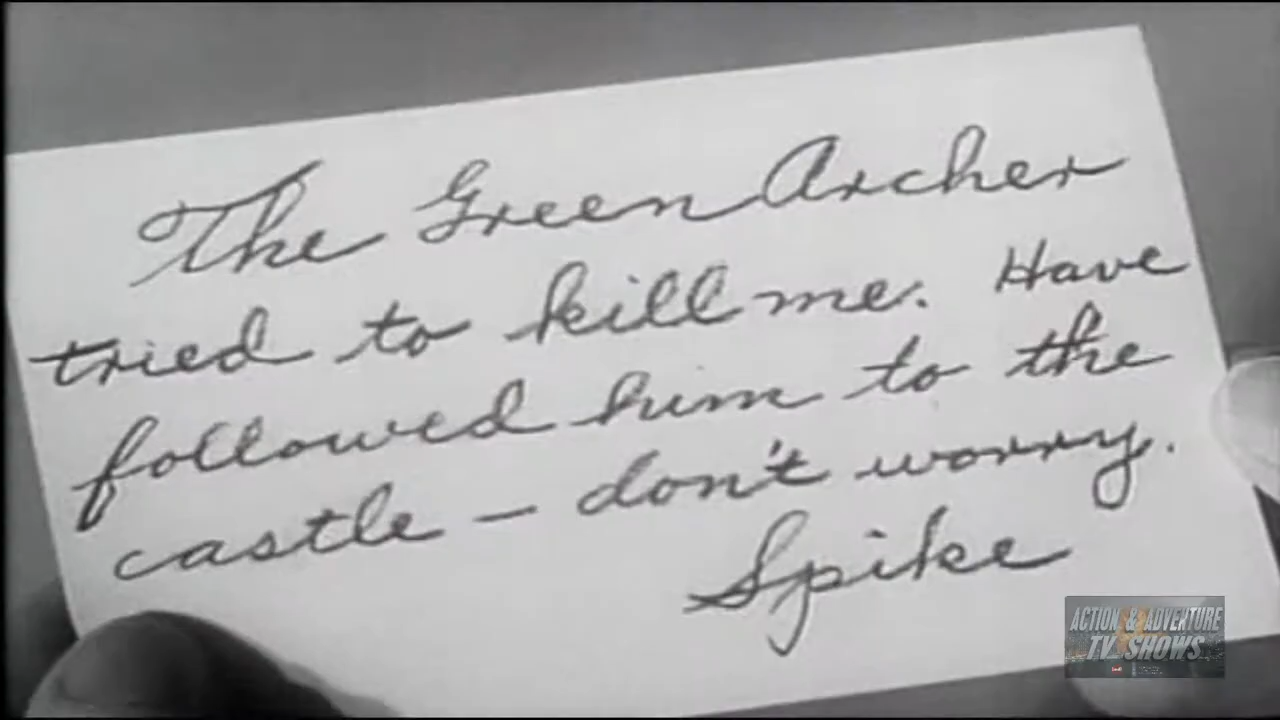 The Green Archer
tried to kill me. Have
followed him to the
castle – don't worry.
Spike
ACTION & ADVENTURE
TV SHOWS